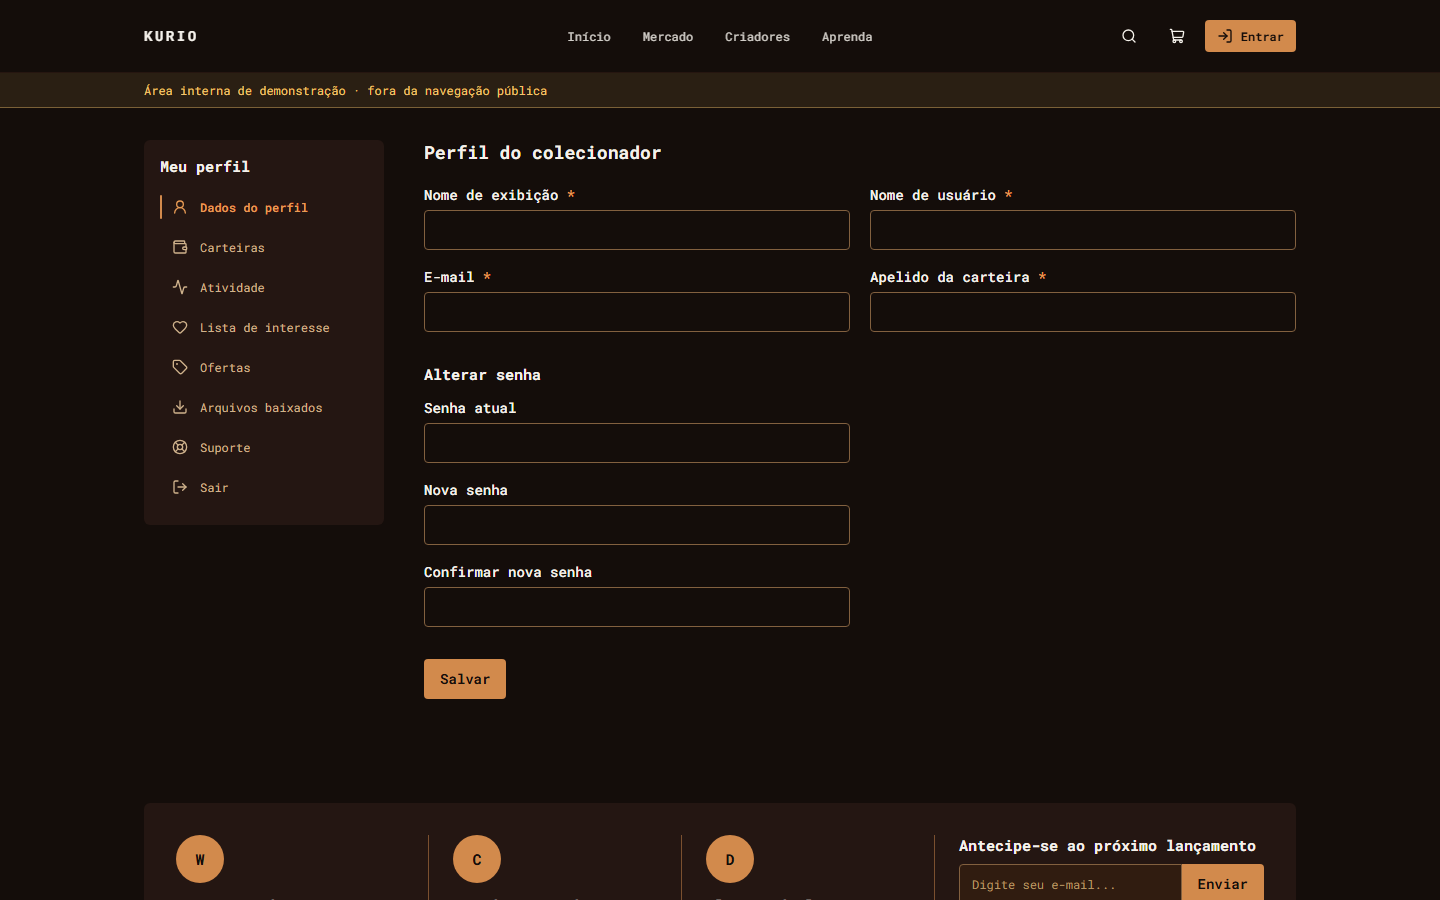 KURIO
Início
Mercado
Criadores
Aprenda
Entrar
Área interna de demonstração · fora da navegação pública
Meu perfil
Dados do perfil
Carteiras
Atividade
Lista de interesse
Ofertas
Arquivos baixados
Suporte
Sair
Perfil do colecionador
Nome de exibição *
Nome de usuário *
E-mail *
Apelido da carteira *
Alterar senha
Senha atual
Nova senha
Confirmar nova senha
Salvar
W
C
D
Antecipe-se ao próximo lançamento
Digite seu e-mail...
Enviar